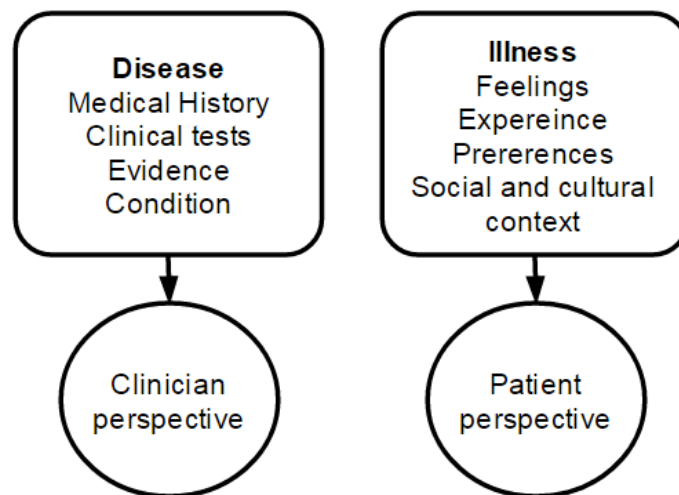 Disease
Medical History
Clinical tests
Evidence
Condition
Illness
Feelings
Expereince
Prererences
Social and cultural
context
Clinician
perspective
Patient
perspective